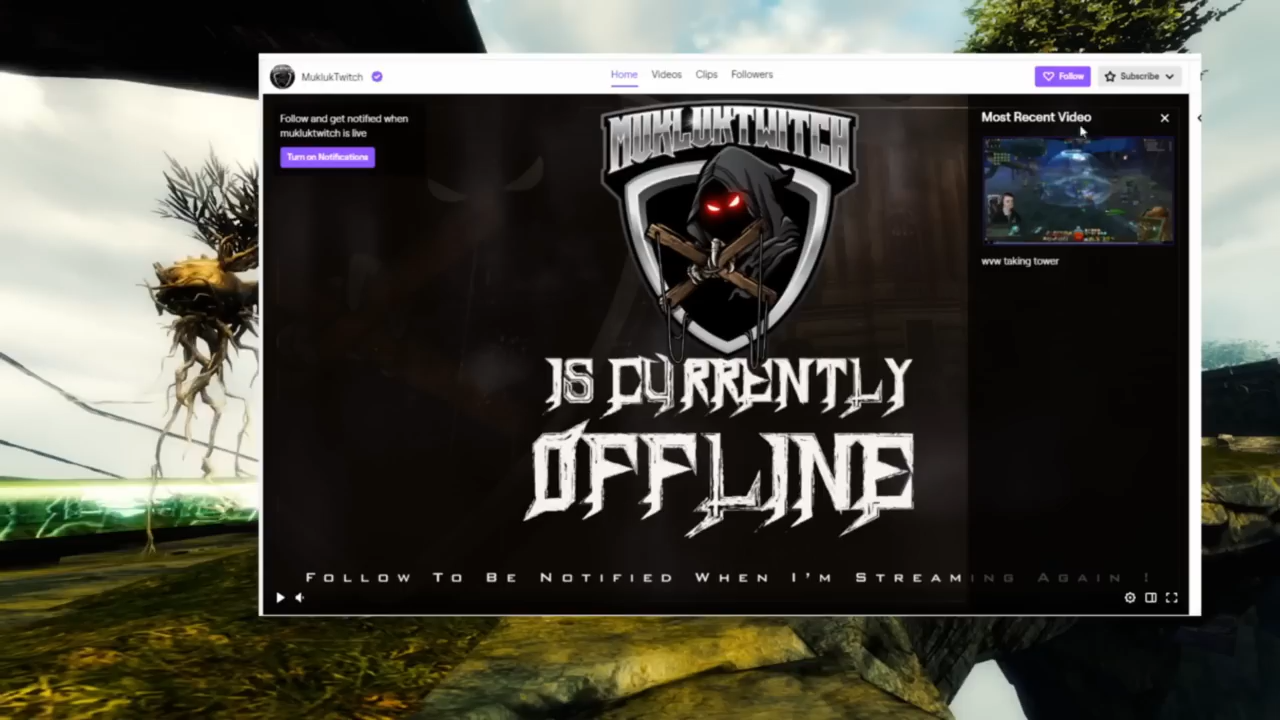 MuklukTwitch
Home Videos Clips Followers
Follow
Subscribe
Follow and get notified when
mukluktwitch is live
Turn on Notifications
MUKLUKTWITCH
IS CURRENTLY
OFFLINE
FOLLOW TO BE NOTIFIED WHEN I'M STREAMING AGAIN !
Most Recent Video
wvw taking tower